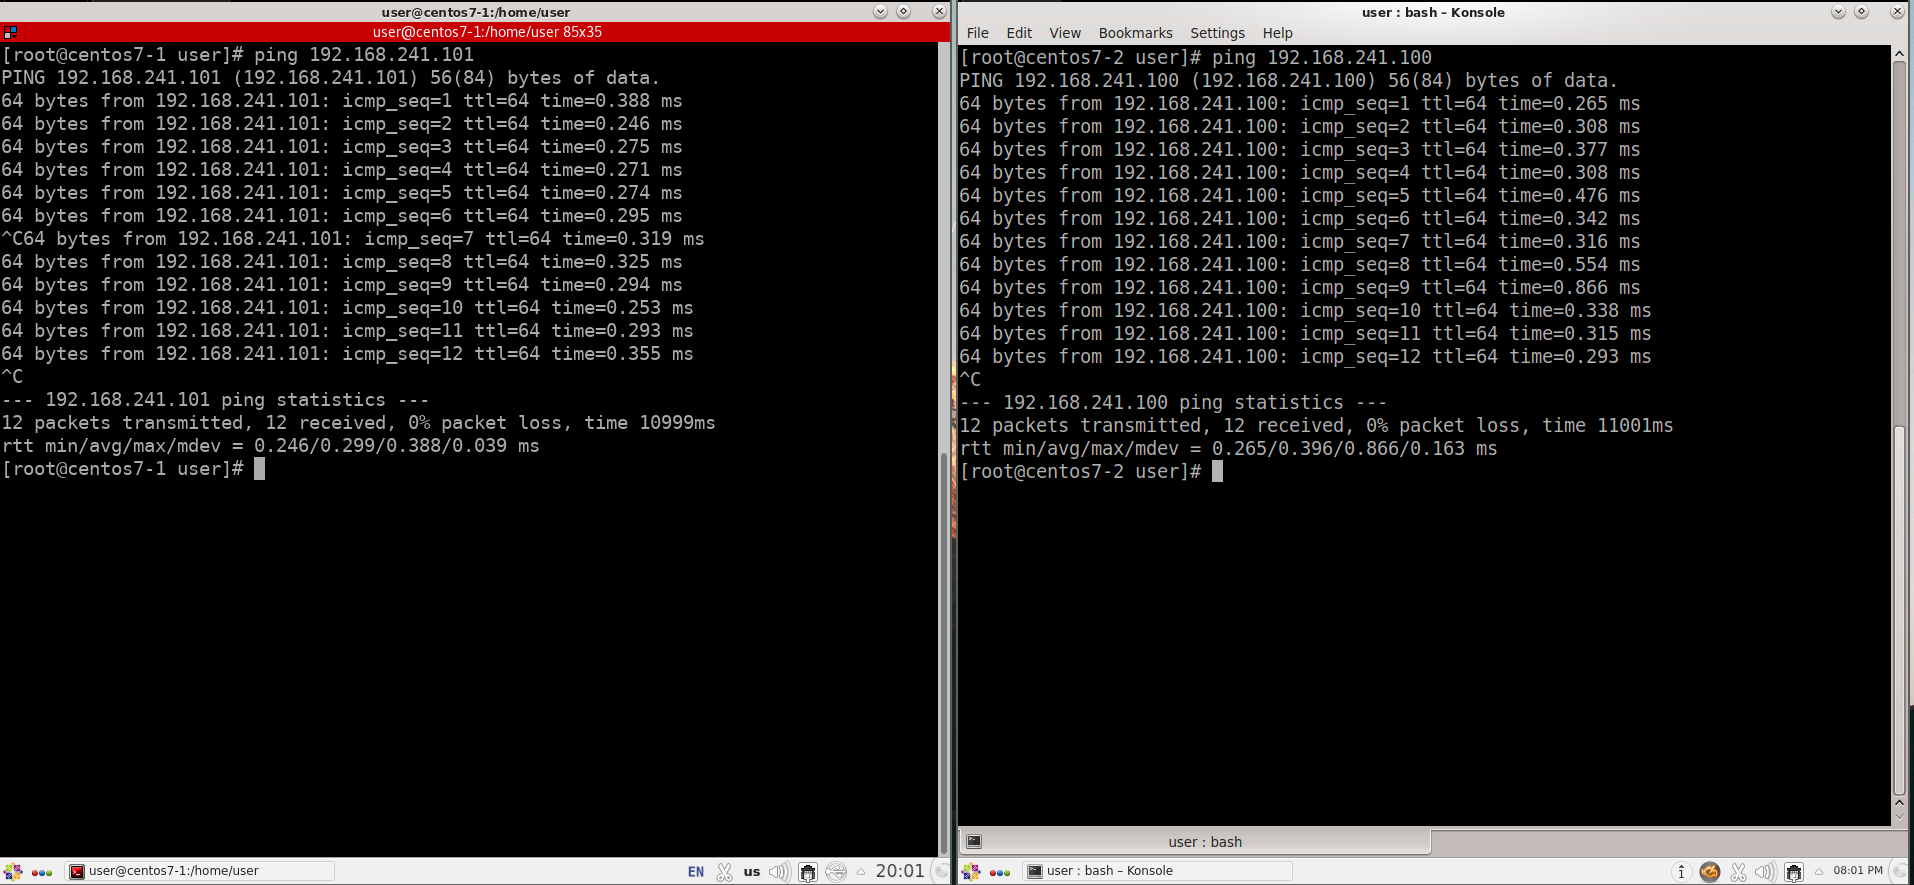 user@centos7-1:/home/user
user@centos7-1:/home/user 85x35
[root@centos7-1 user]# ping 192.168.241.101
PING 192.168.241.101 (192.168.241.101) 56(84) bytes of data.
64 bytes from 192.168.241.101: icmp_seq=1 ttl=64 time=0.388 ms
64 bytes from 192.168.241.101: icmp_seq=2 ttl=64 time=0.246 ms
64 bytes from 192.168.241.101: icmp_seq=3 ttl=64 time=0.275 ms
64 bytes from 192.168.241.101: icmp_seq=4 ttl=64 time=0.271 ms
64 bytes from 192.168.241.101: icmp_seq=5 ttl=64 time=0.274 ms
64 bytes from 192.168.241.101: icmp_seq=6 ttl=64 time=0.295 ms
^C64 bytes from 192.168.241.101: icmp_seq=7 ttl=64 time=0.319 ms
64 bytes from 192.168.241.101: icmp_seq=8 ttl=64 time=0.325 ms
64 bytes from 192.168.241.101: icmp_seq=9 ttl=64 time=0.294 ms
64 bytes from 192.168.241.101: icmp_seq=10 ttl=64 time=0.253 ms
64 bytes from 192.168.241.101: icmp_seq=11 ttl=64 time=0.293 ms
64 bytes from 192.168.241.101: icmp_seq=12 ttl=64 time=0.355 ms
^C
--- 192.168.241.101 ping statistics ---
12 packets transmitted, 12 received, 0% packet loss, time 10999ms
rtt min/avg/max/mdev = 0.246/0.299/0.388/0.039 ms
[root@centos7-1 user]#
user@centos7-1:/home/user
EN
us
20:01
user : bash – Konsole
File Edit View Bookmarks Settings Help
[root@centos7-2 user]# ping 192.168.241.100
PING 192.168.241.100 (192.168.241.100) 56(84) bytes of data.
64 bytes from 192.168.241.100: icmp_seq=1 ttl=64 time=0.265 ms
64 bytes from 192.168.241.100: icmp_seq=2 ttl=64 time=0.308 ms
64 bytes from 192.168.241.100: icmp_seq=3 ttl=64 time=0.377 ms
64 bytes from 192.168.241.100: icmp_seq=4 ttl=64 time=0.308 ms
64 bytes from 192.168.241.100: icmp_seq=5 ttl=64 time=0.476 ms
64 bytes from 192.168.241.100: icmp_seq=6 ttl=64 time=0.342 ms
64 bytes from 192.168.241.100: icmp_seq=7 ttl=64 time=0.316 ms
64 bytes from 192.168.241.100: icmp_seq=8 ttl=64 time=0.554 ms
64 bytes from 192.168.241.100: icmp_seq=9 ttl=64 time=0.866 ms
64 bytes from 192.168.241.100: icmp_seq=10 ttl=64 time=0.338 ms
64 bytes from 192.168.241.100: icmp_seq=11 ttl=64 time=0.315 ms
64 bytes from 192.168.241.100: icmp_seq=12 ttl=64 time=0.293 ms
^C
--- 192.168.241.100 ping statistics ---
12 packets transmitted, 12 received, 0% packet loss, time 11001ms
rtt min/avg/max/mdev = 0.265/0.396/0.866/0.163 ms
[root@centos7-2 user]#
user : bash
user : bash – Konsole
08:01 PM